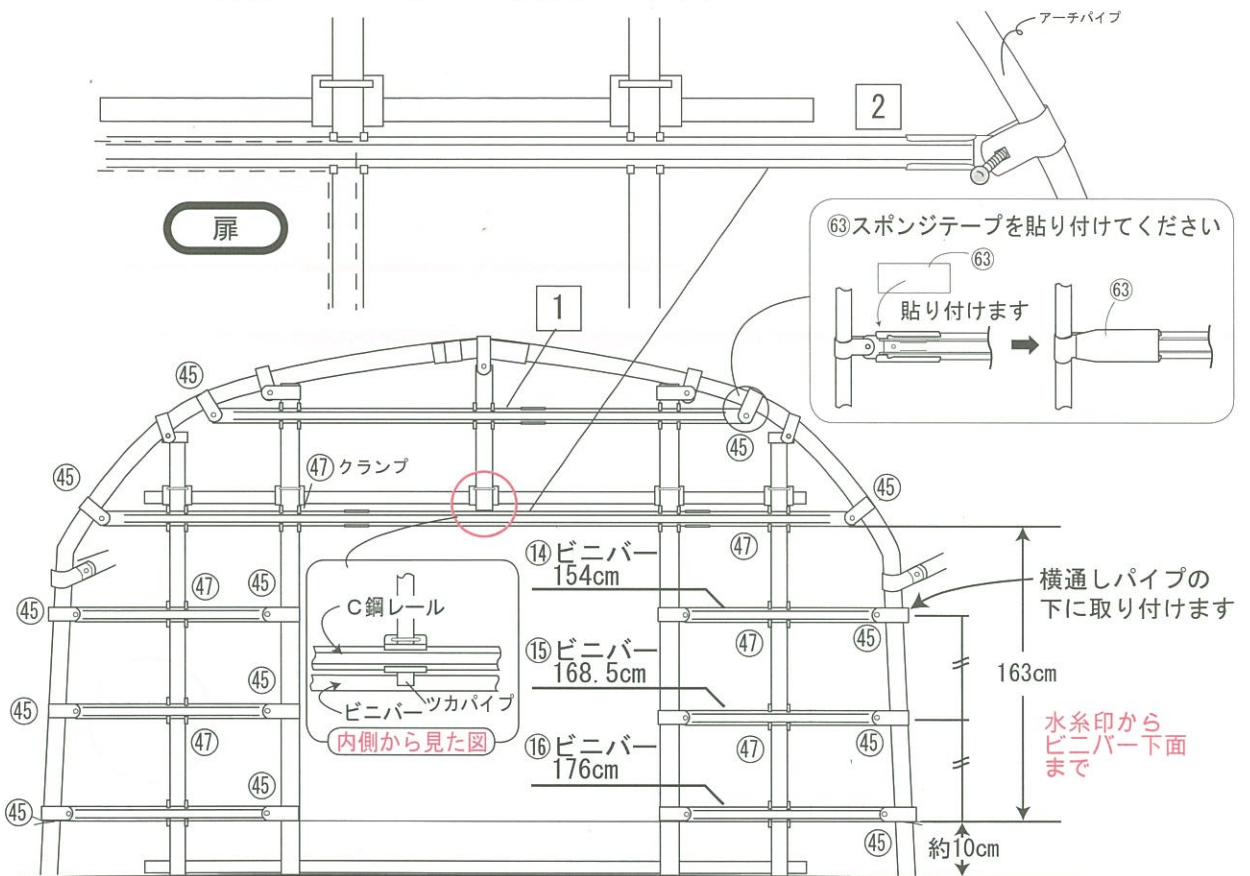 アーチパイプ
2
扉
㊿スポンジテープを貼り付けてください
㊿
貼り付けます
㊿
1
㊺
㊺
㊼クランプ
㊺
㊺
⑭ビニバー
154cm
㊼
横通しパイプの
下に取り付けます
㊼
㊺
㊺
C鋼レール
㊼
㊺
⑮ビニバー
168.5cm
163cm
㊺
㊺
ビニバー
ツカパイプ
内側から見た図
㊼
㊼
㊺
水糸印から
ビニバー下面
まで
⑯ビニバー
176cm
㊺
㊺
㊺
約10cm